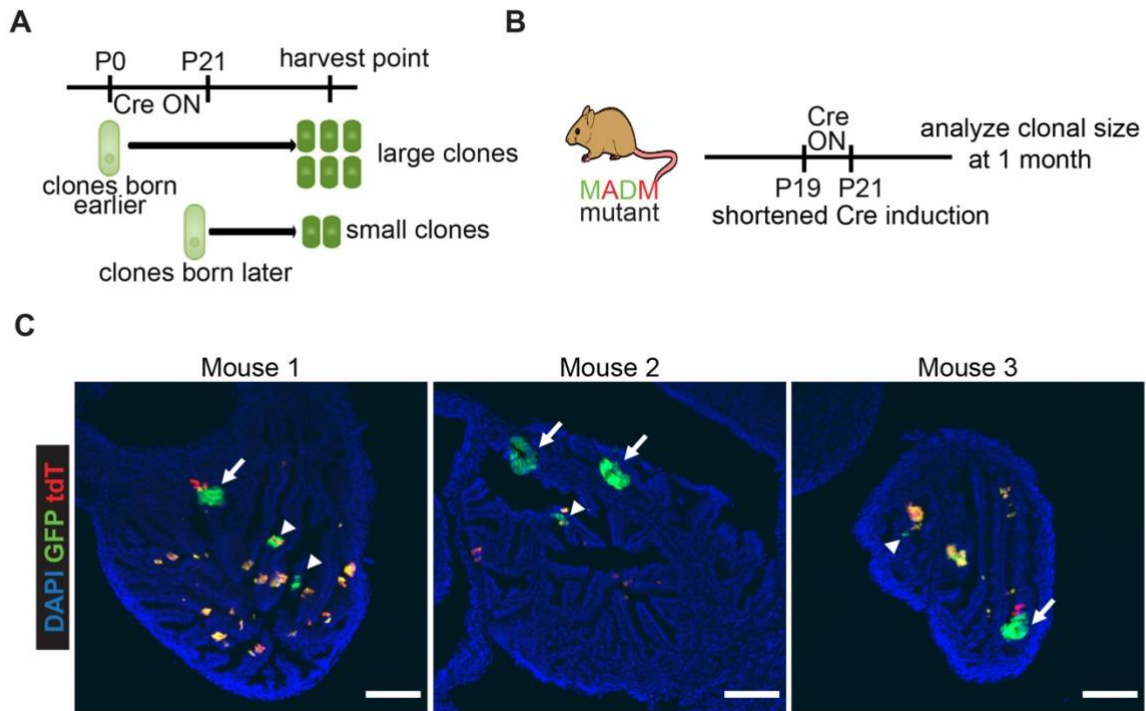 A
P0 P21 harvest point
Cre ON
large clones
clones born
earlier
small clones
clones born later
B
Cre
ON
analyze clonal size
at 1 month
P19 P21
MADM
mutant
shortened Cre induction
C
Mouse 1 Mouse 2 Mouse 3
DAPI GFP tdT